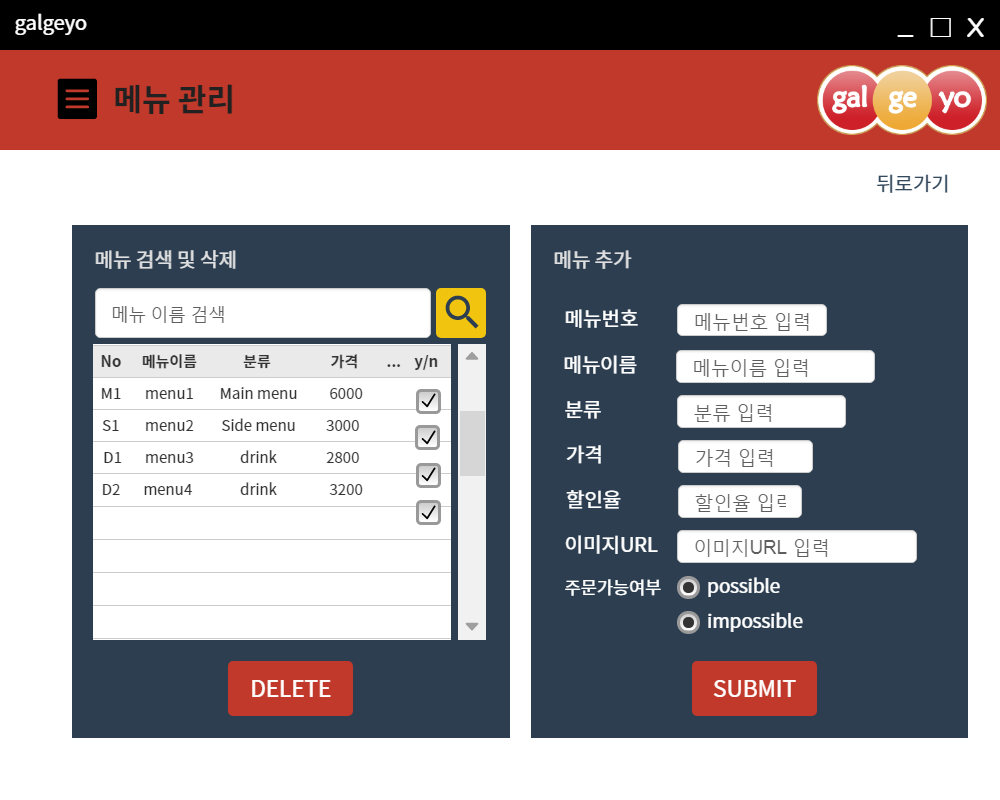 galgeyo
메뉴 관리
gal ge yo
뒤로가기
메뉴 검색 및 삭제
메뉴 이름 검색
No 메뉴이름 분류 가격 ... y/n
M1 menu1 Main menu 6000
S1 menu2 Side menu 3000
D1 menu3 drink 2800
D2 menu4 drink 3200
DELETE
메뉴 추가
메뉴번호 메뉴번호 입력
메뉴이름 메뉴이름 입력
분류 분류 입력
가격 가격 입력
할인율 할인율 입력
이미지URL 이미지URL 입력
주문가능여부 possible
impossible
SUBMIT